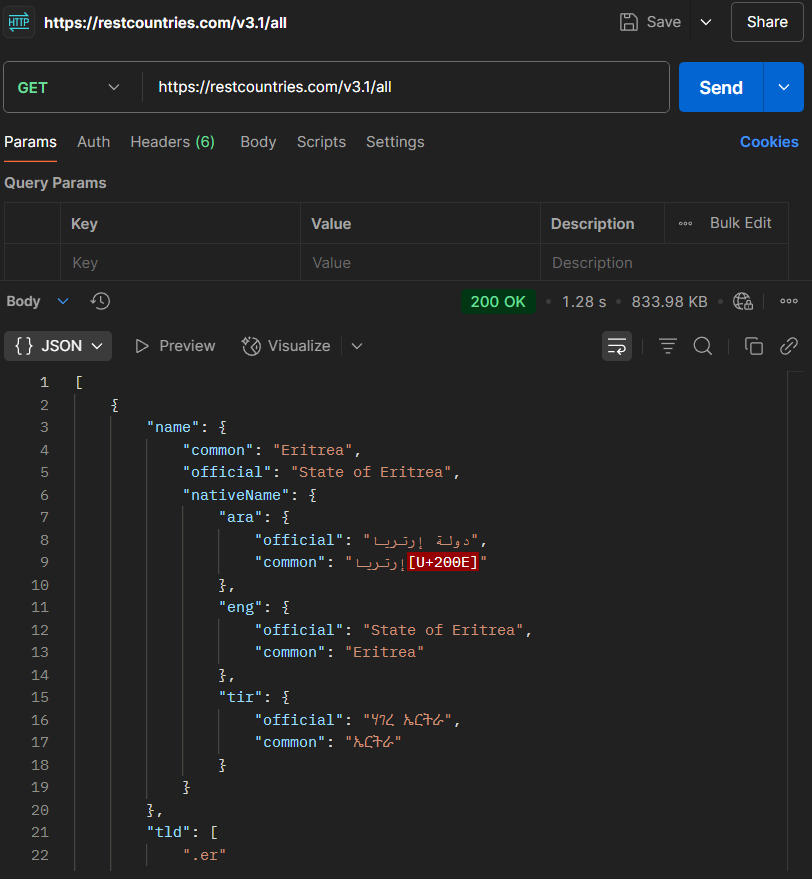 HTTP https://restcountries.com/v3.1/all Save Share
GET https://restcountries.com/v3.1/all Send
Params Auth Headers (6) Body Scripts Settings Cookies
Query Params
Key Value Description Bulk Edit
Key Value Description
Body 200 OK 1.28 s 833.98 KB
{} JSON Preview Visualize
1 [
2 {
3 "name": {
4 "common": "Eritrea",
5 "official": "State of Eritrea",
6 "nativeName": {
7 "ara": {
8 "official": "دولة إرتريا",
9 "common": "إرتريا[U+200E]"
10 },
11 "eng": {
12 "official": "State of Eritrea",
13 "common": "Eritrea"
14 },
15 "tir": {
16 "official": "ሃገረ ኤርትራ",
17 "common": "ኤርትራ"
18 }
19 }
20 },
21 "tld": [
22 ".er"